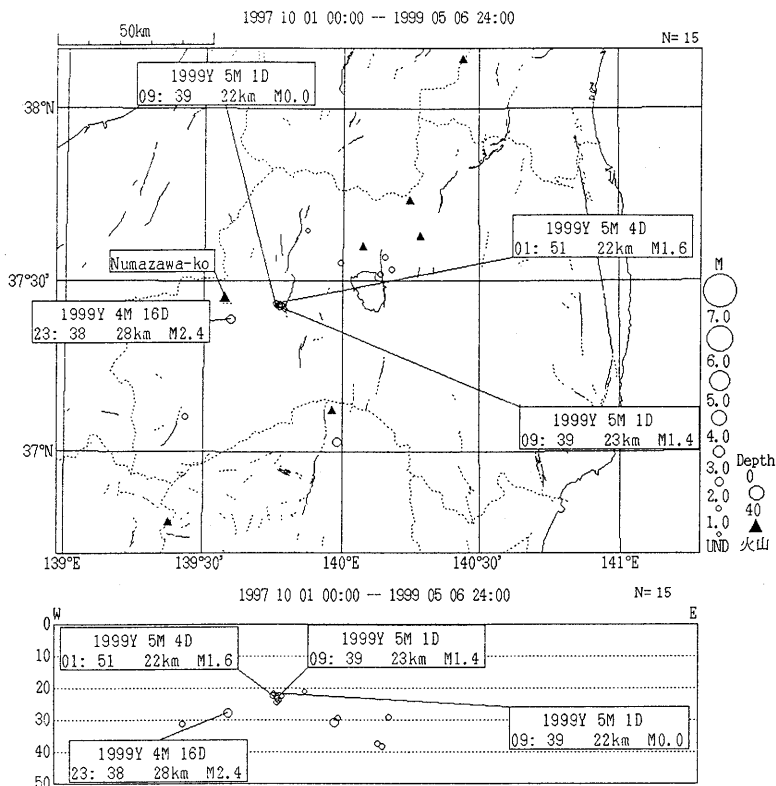 1997 10 01 00:00 -- 1999 05 06 24:00
50km
N= 15
1999Y 5M 1D
09: 39 22km M0.0
38°N
1999Y 5M 4D
01: 51 22km M1.6
Numazawa-ko
37°30′
1999Y 4M 16D
23: 38 28km M2.4
1999Y 5M 1D
09: 39 23km M1.4
37°N
139°E
139°30′
140°E
140°30′
141°E
M
7.0
6.0
5.0
4.0
3.0
2.0
1.0
UND
Depth
0
40
火山
1997 10 01 00:00 -- 1999 05 06 24:00
N= 15
W
E
0
10
20
30
40
50
1999Y 5M 4D
01: 51 22km M1.6
1999Y 5M 1D
09: 39 23km M1.4
1999Y 5M 1D
09: 39 22km M0.0
1999Y 4M 16D
23: 38 28km M2.4